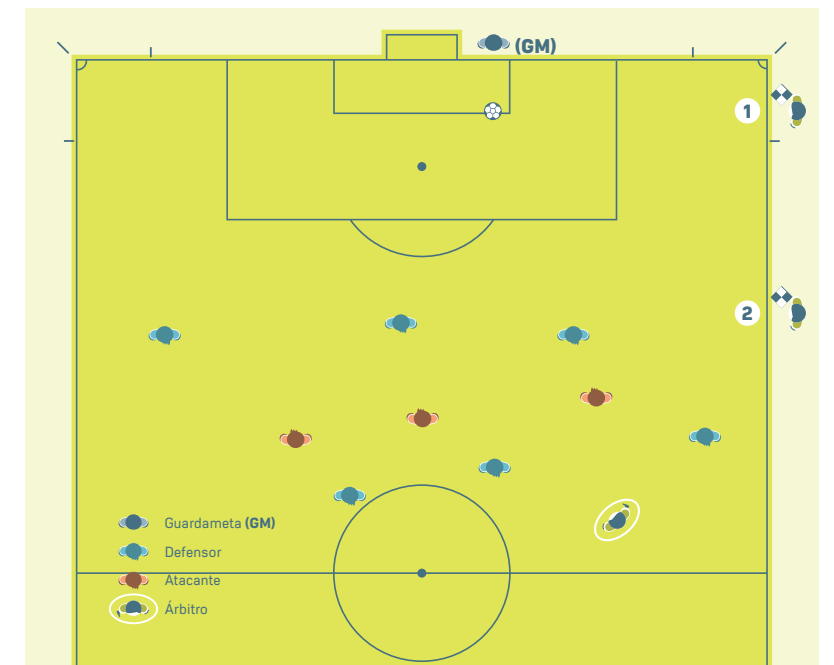 (GM)
1
2
Guardameta (GM)
Defensor
Atacante
Árbitro